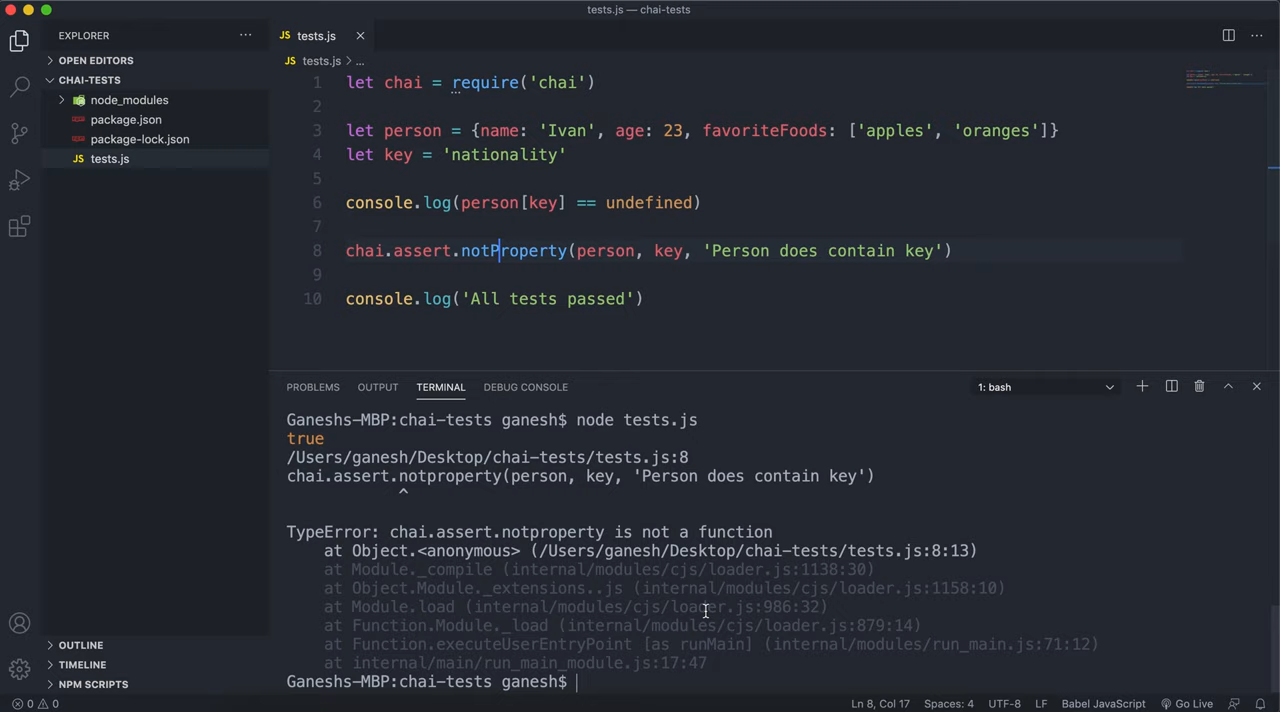 tests.js — chai-tests
EXPLORER
OPEN EDITORS
CHAI-TESTS
node_modules
package.json
package-lock.json
JS tests.js
OUTLINE
TIMELINE
NPM SCRIPTS
JS tests.js
JS tests.js > ...
1 let chai = require('chai')
2
3 let person = {name: 'Ivan', age: 23, favoriteFoods: ['apples', 'oranges']}
4 let key = 'nationality'
5
6 console.log(person[key] == undefined)
7
8 chai.assert.notProperty(person, key, 'Person does contain key')
9
10 console.log('All tests passed')
PROBLEMS OUTPUT TERMINAL DEBUG CONSOLE 1: bash
Ganeshs-MBP:chai-tests ganesh$ node tests.js
true
/Users/ganesh/Desktop/chai-tests/tests.js:8
chai.assert.notproperty(person, key, 'Person does contain key')
^
TypeError: chai.assert.notproperty is not a function
at Object.<anonymous> (/Users/ganesh/Desktop/chai-tests/tests.js:8:13)
at Module._compile (internal/modules/cjs/loader.js:1138:30)
at Object.Module._extensions..js (internal/modules/cjs/loader.js:1158:10)
at Module.load (internal/modules/cjs/loader.js:986:32)
at Function.Module._load (internal/modules/cjs/loader.js:879:14)
at Function.executeUserEntryPoint [as runMain] (internal/modules/run_main.js:71:12)
at internal/main/run_main_module.js:17:47
Ganeshs-MBP:chai-tests ganesh$
0 0 Ln 8, Col 17 Spaces: 4 UTF-8 LF Babel JavaScript Go Live